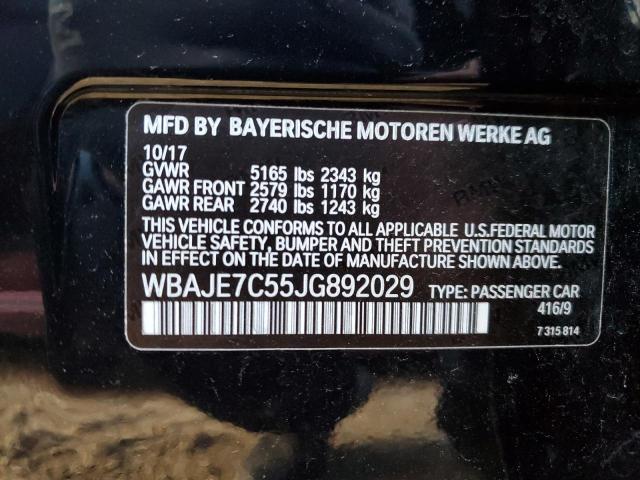 MFD BY BAYERISCHE MOTOREN WERKE AG
10/17
GVWR 5165 lbs 2343 kg
GAWR FRONT 2579 lbs 1170 kg
GAWR REAR 2740 lbs 1243 kg
THIS VEHICLE CONFORMS TO ALL APPLICABLE U.S.FEDERAL MOTOR
VEHICLE SAFETY, BUMPER AND THEFT PREVENTION STANDARDS
IN EFFECT ON THE DATE OF MANUFACTURE SHOWN ABOVE.
WBAJE7C55JG892029 TYPE: PASSENGER CAR
416/9
7 315 814